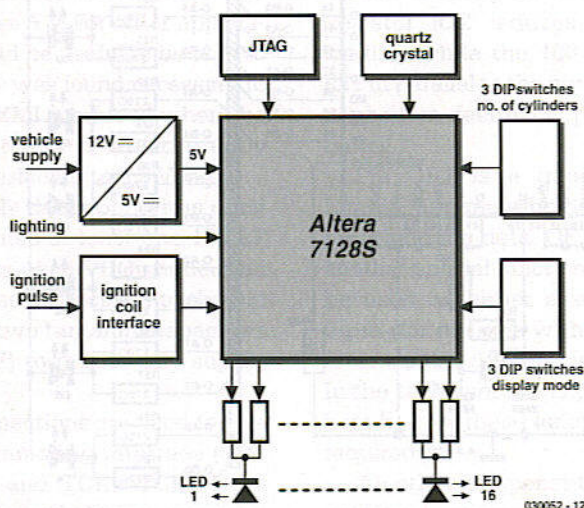 JTAG
quartz
crystal
3 DIPswitches
no. of cylinders
vehicle
supply
12V
5V
5V
lighting
Altera
7128S
ignition
pulse
ignition
coil
interface
3 DIP switches
display mode
LED
1
LED
16
030052 - 12